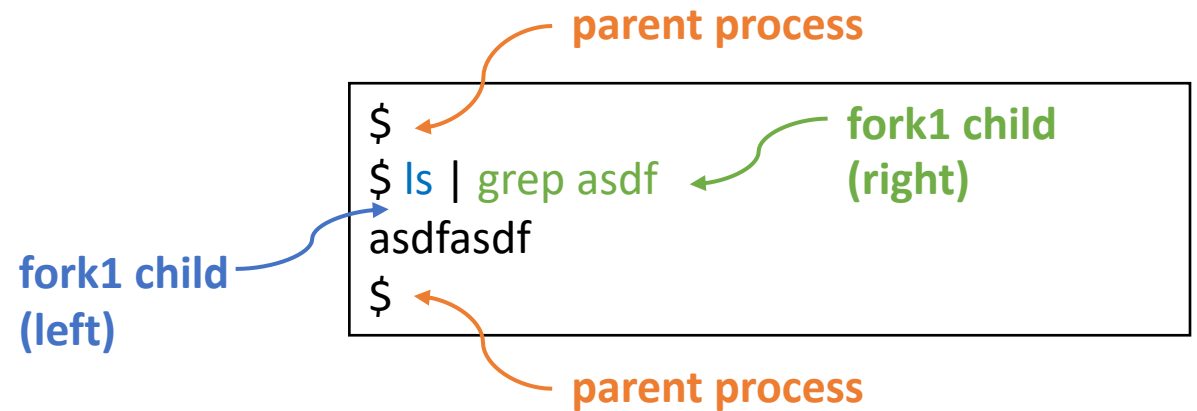 parent process
$
$ ls | grep asdf
asdfasdf
$
fork1 child
(right)
fork1 child
(left)
parent process